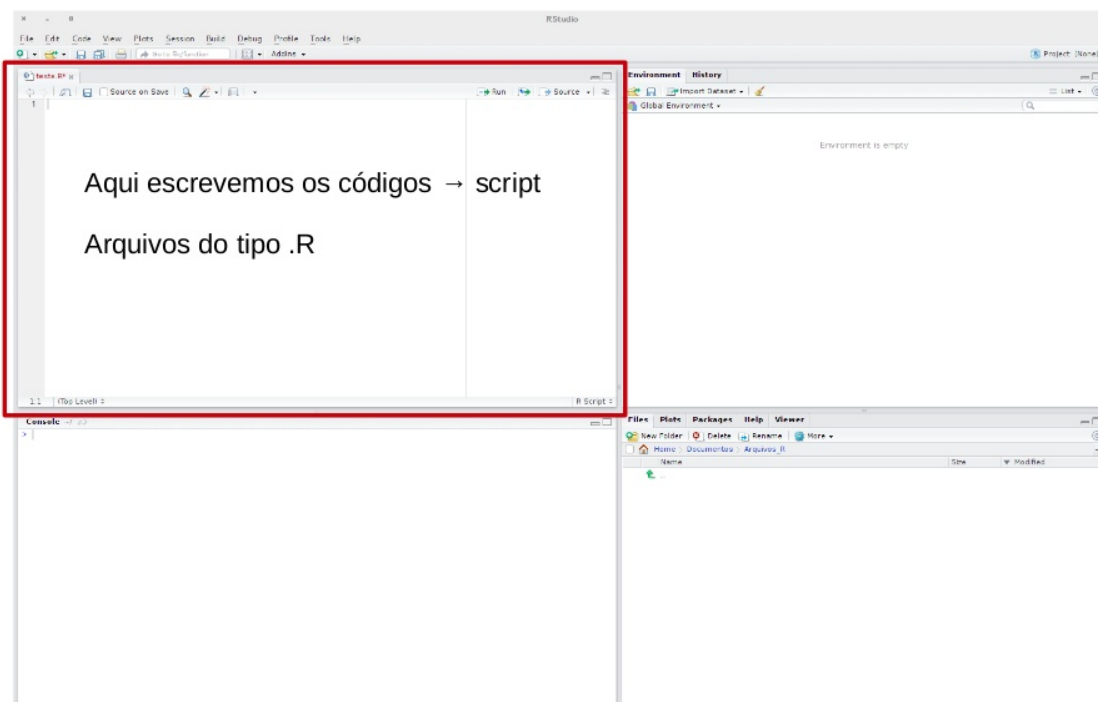 RStudio
File Edit Code View Plots Session Build Debug Profile Tools Help
Addins
Project: (None)
teste.R*
Source on Save
Run
Source
1
Aqui escrevemos os códigos → script
Arquivos do tipo .R
1:1 (Top Level)
R Script
Console
>
Environment History
Import Dataset
List
Global Environment
Environment is empty
Files Plots Packages Help Viewer
New Folder Delete Rename More
Home Documentos Arquivos_R
Name Size Modified
..